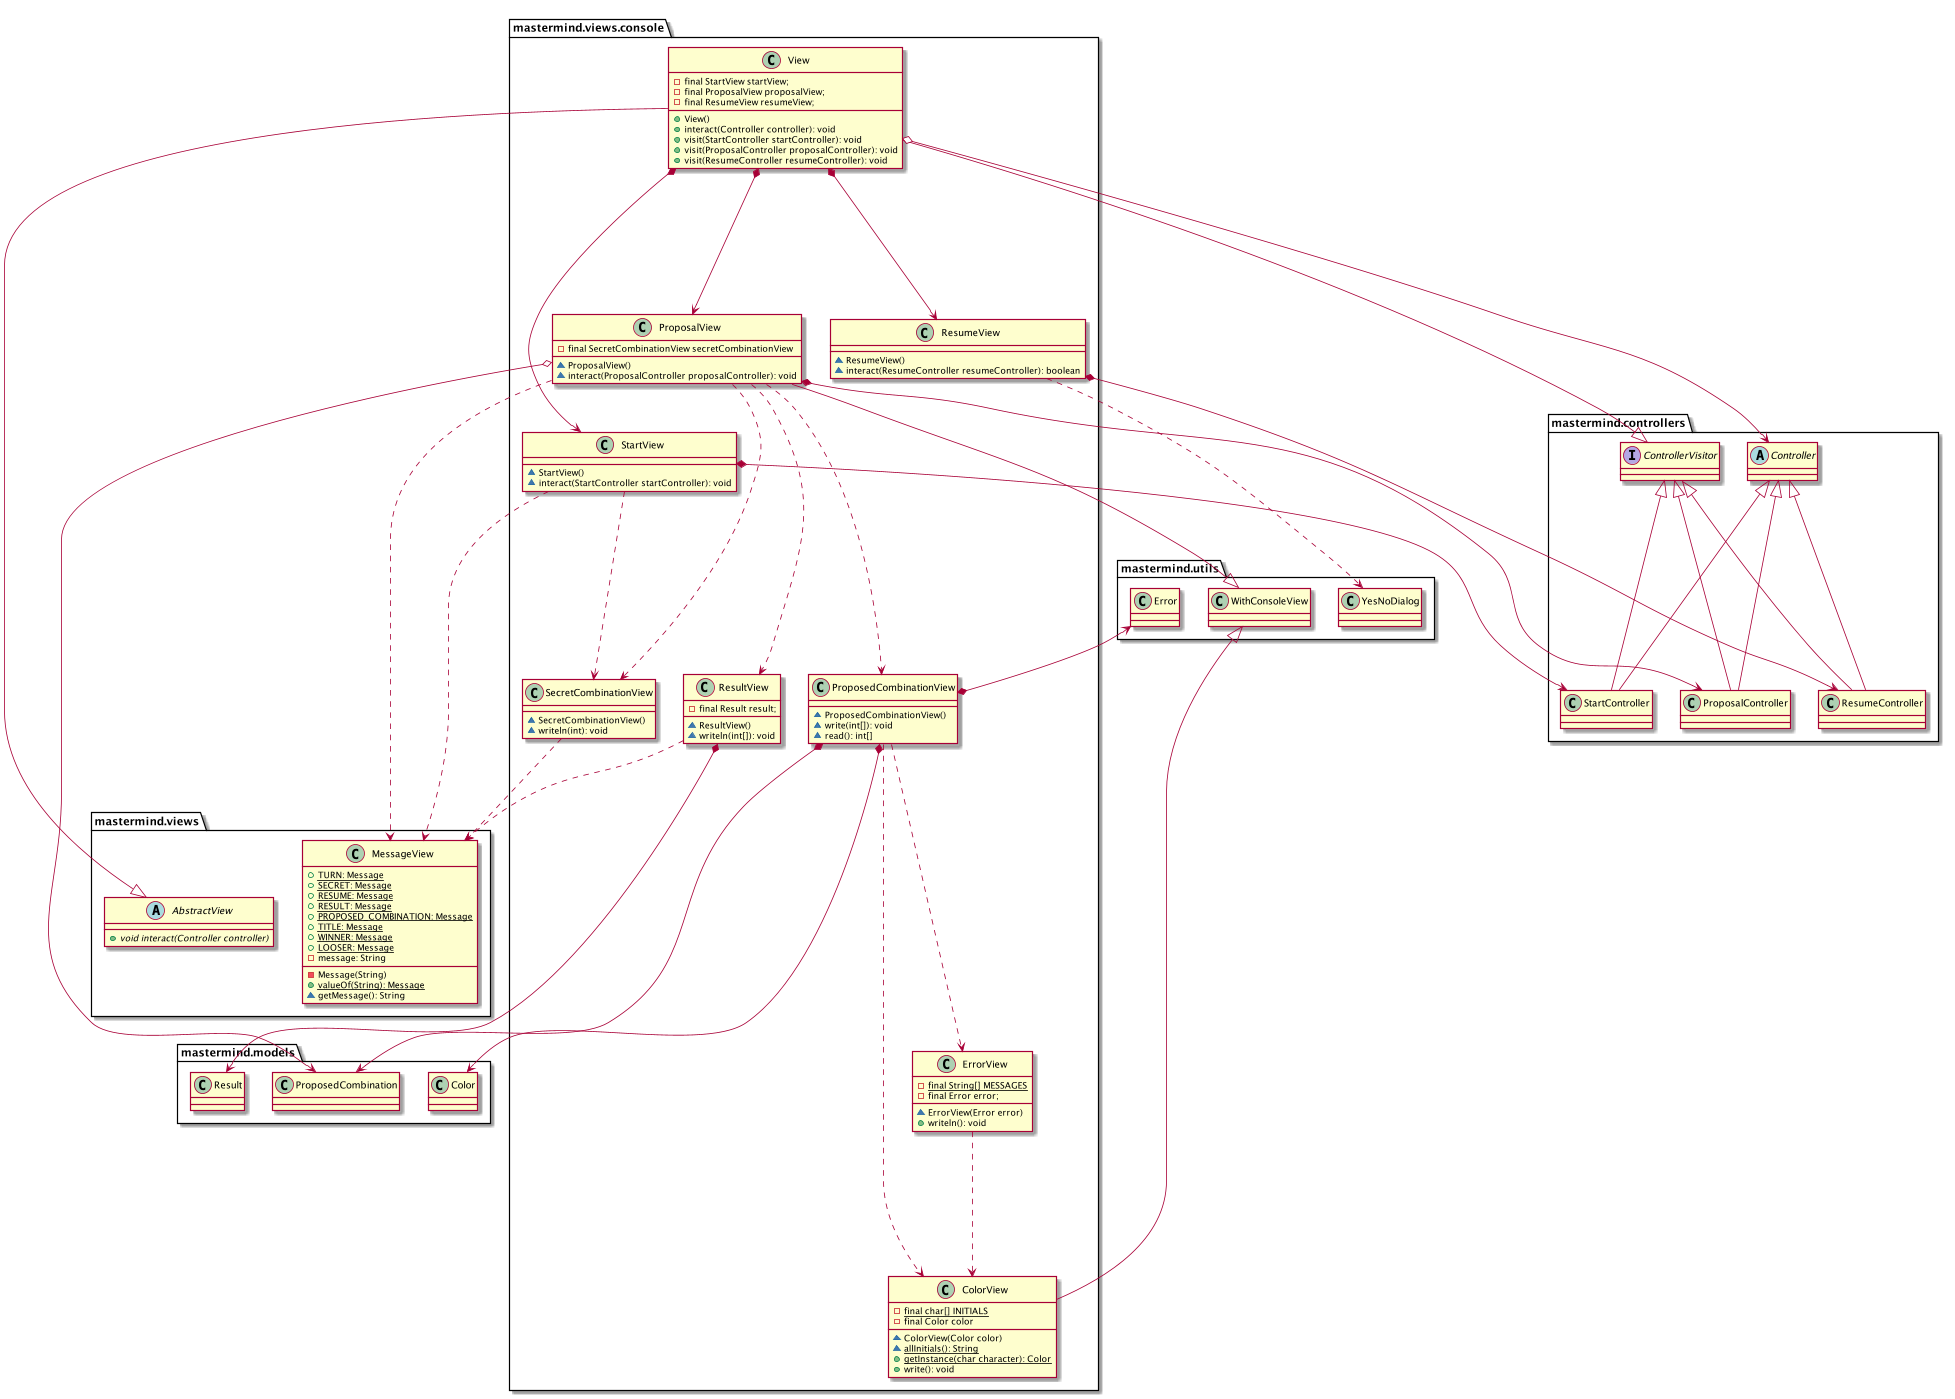 mastermind.views.console
C View
final StartView startView;
final ProposalView proposalView;
final ResumeView resumeView;
View()
interact(Controller controller): void
visit(StartController startController): void
visit(ProposalController proposalController): void
visit(ResumeController resumeController): void
C ProposalView
final SecretCombinationView secretCombinationView
ProposalView()
interact(ProposalController proposalController): void
C ResumeView
ResumeView()
interact(ResumeController resumeController): boolean
C StartView
StartView()
interact(StartController startController): void
mastermind.controllers
I ControllerVisitor
A Controller
C StartController
C ProposalController
C ResumeController
mastermind.utils
C Error
C WithConsoleView
C YesNoDialog
C SecretCombinationView
SecretCombinationView()
writeln(int): void
C ResultView
final Result result;
ResultView()
writeln(int[]): void
C ProposedCombinationView
ProposedCombinationView()
write(int[]): void
read(): int[]
mastermind.views
A AbstractView
void interact(Controller controller)
C MessageView
TURN: Message
SECRET: Message
RESUME: Message
RESULT: Message
PROPOSED_COMBINATION: Message
TITLE: Message
WINNER: Message
LOOSER: Message
message: String
Message(String)
valueOf(String): Message
getMessage(): String
mastermind.models
C Result
C ProposedCombination
C Color
C ErrorView
final String[] MESSAGES
final Error error;
ErrorView(Error error)
writeln(): void
C ColorView
final char[] INITIALS
final Color color
ColorView(Color color)
allInitials(): String
getInstance(char character): Color
write(): void